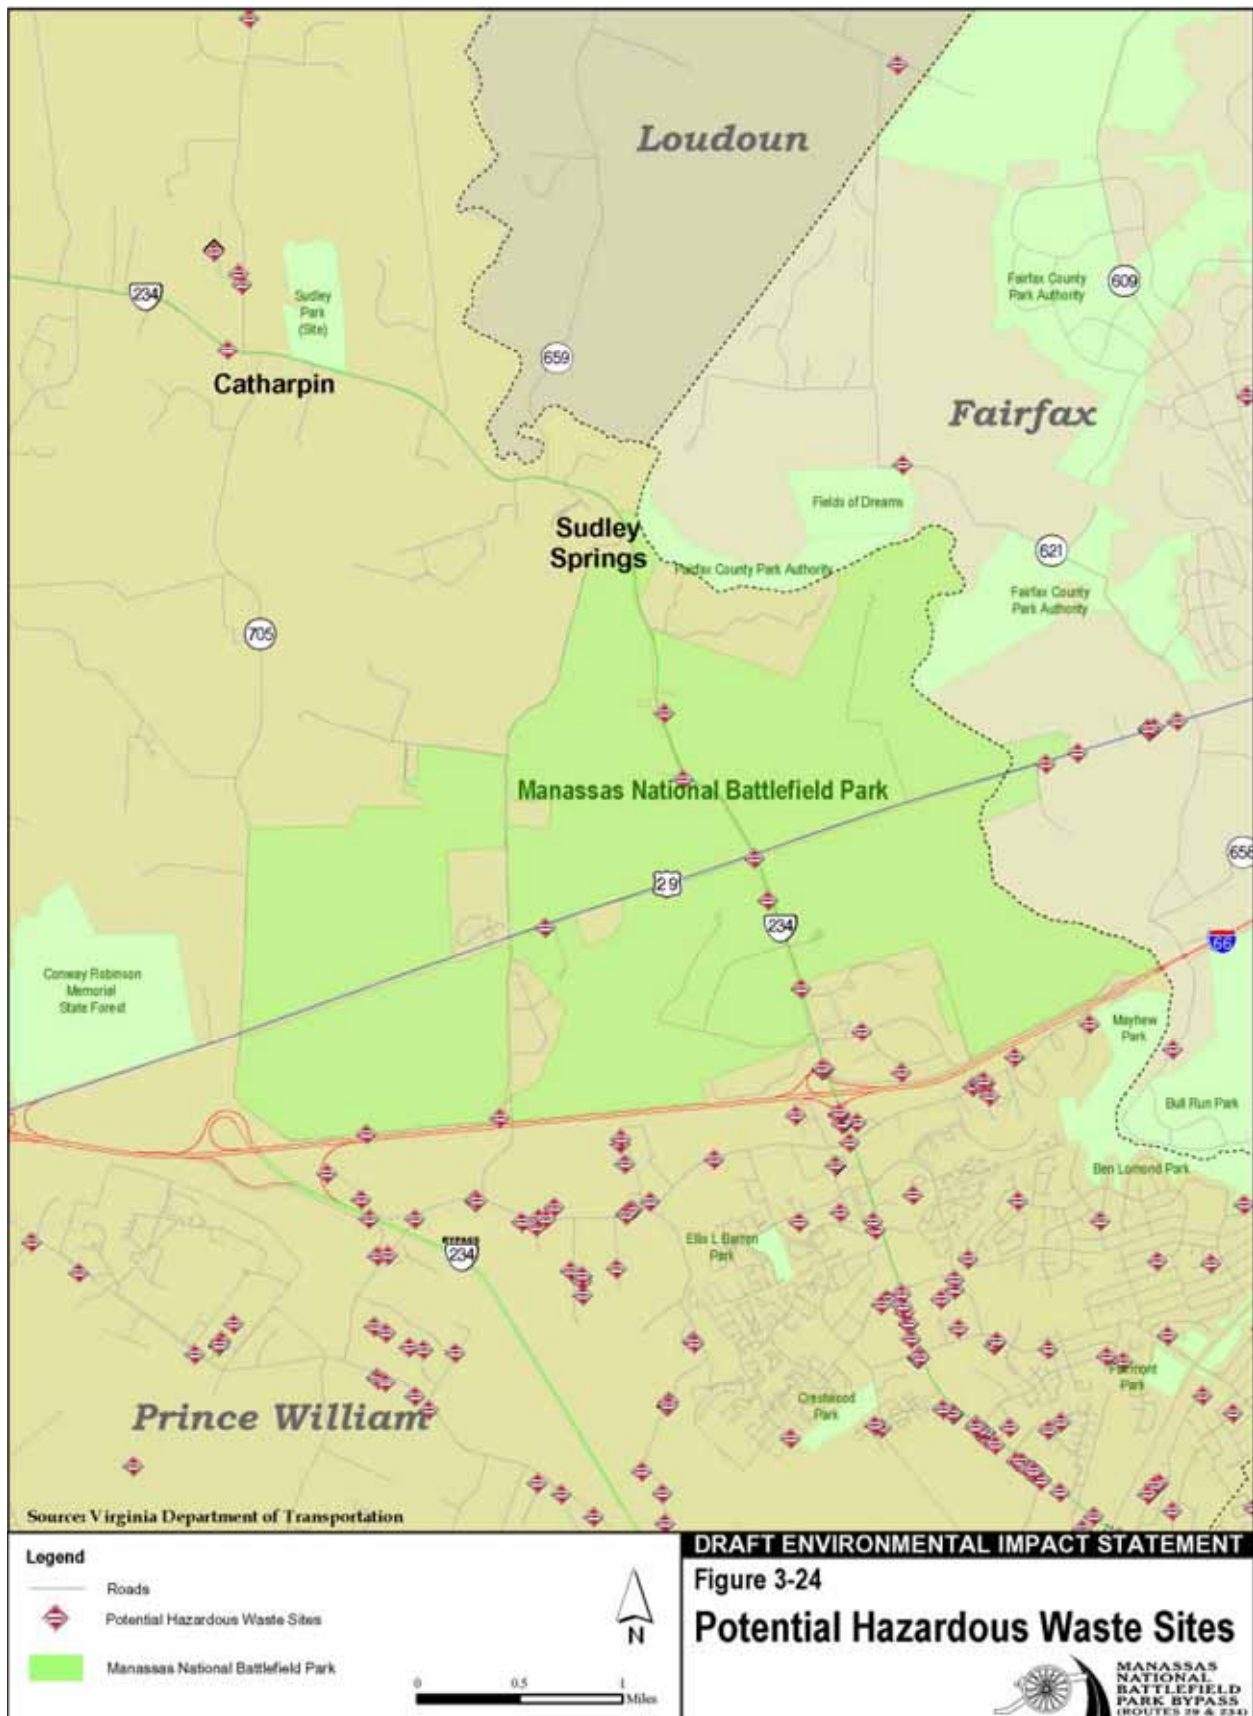 Loudoun
234
Sudley
Park
(Site)
Fairfax County
Park Authority
609
659
Catharpin
Fairfax
Fields of Dreams
Sudley
Springs
621
Fairfax County Park Authority
Fairfax County
Park Authority
705
Manassas National Battlefield Park
29
234
66
Conway Robinson
Memorial
State Forest
Mayhew
Park
Bull Run Park
Ben Lomond Park
Ellis L Barron
Park
BYPASS
234
Park
Crestwood
Park
Prince William
Source: Virginia Department of Transportation
Legend
Roads
Potential Hazardous Waste Sites
Manassas National Battlefield Park
N
0 0.5 1
Miles
DRAFT ENVIRONMENTAL IMPACT STATEMENT
Figure 3-24
Potential Hazardous Waste Sites
MANASSAS
NATIONAL
BATTLEFIELD
PARK BYPASS
(ROUTES 29 & 234)